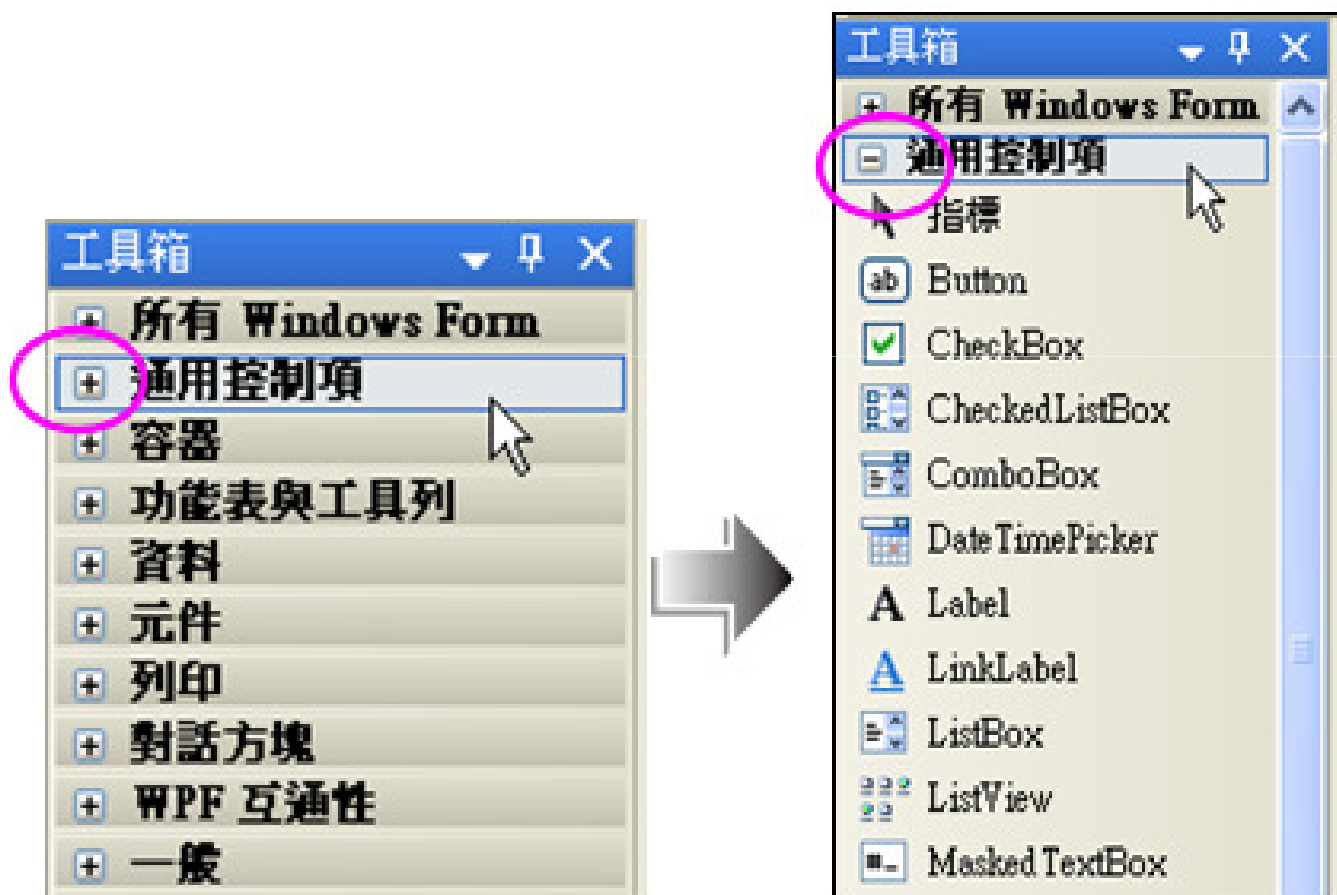 工具箱
所有 Windows Form
通用控制項
容器
功能表與工具列
資料
元件
列印
對話方塊
WPF 互通性
一般
工具箱
所有 Windows Form
通用控制項
指標
ab Button
CheckBox
CheckedListBox
ComboBox
DateTimePicker
A Label
A LinkLabel
ListBox
ListView
MaskedTextBox